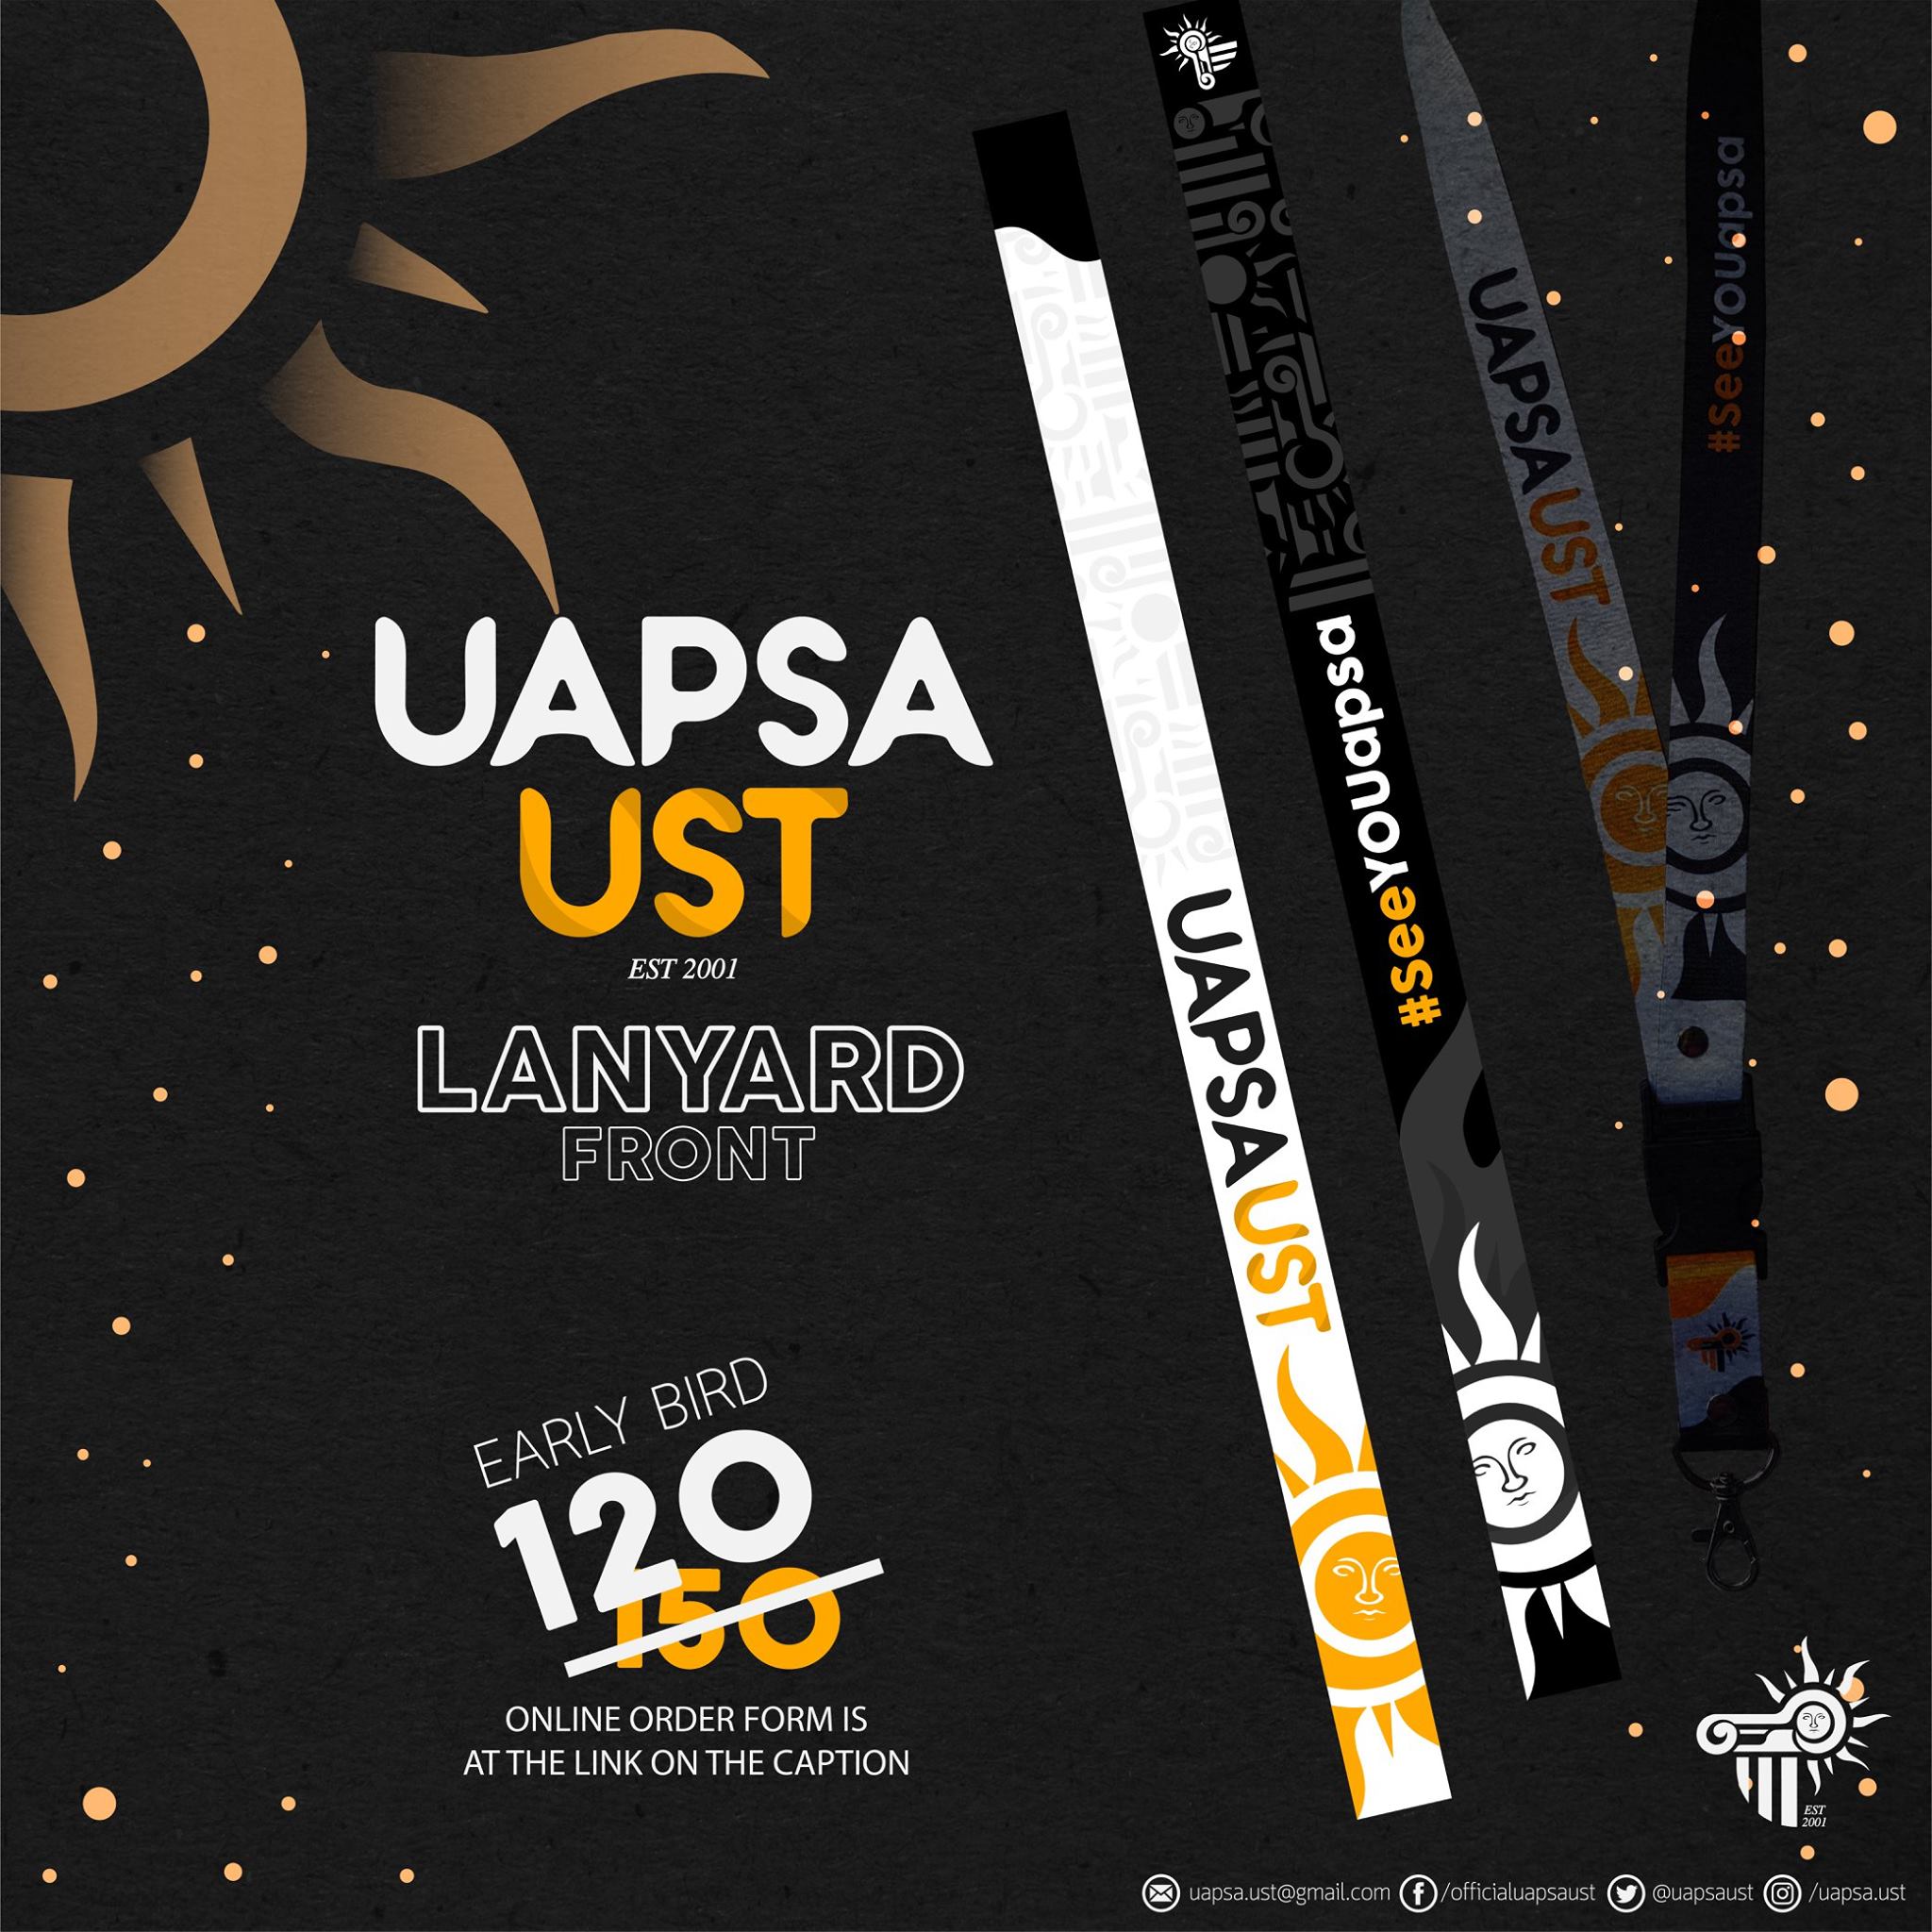 UAPSA
UST
EST 2001
LANYARD
FRONT
EARLY BIRD
120
150
ONLINE ORDER FORM IS
AT THE LINK ON THE CAPTION
UAPSAUST
#seeYOUapsa
UAPSAUST
#seeYOUapsa
EST
2001
uapsa.ust@gmail.com /officialuapsaust @uapsaust /uapsa.ust